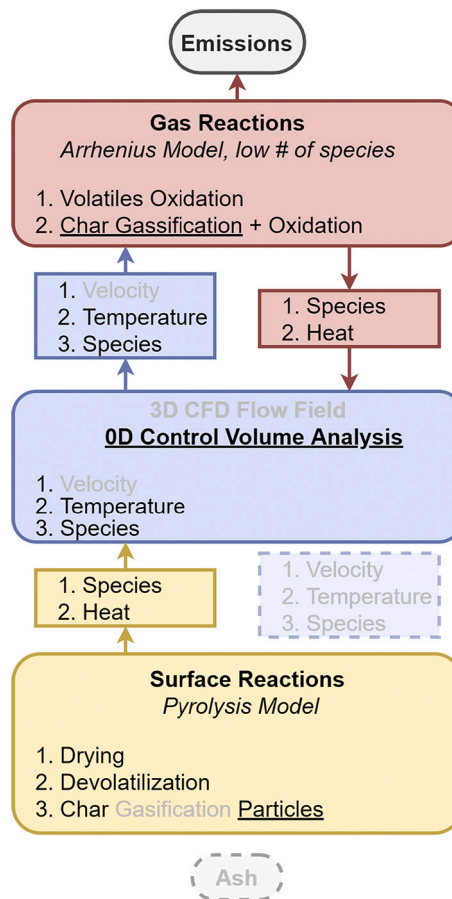 Emissions
Gas Reactions
Arrhenius Model, low # of species
1. Volatiles Oxidation
2. Char Gassification + Oxidation
1. Velocity
2. Temperature
3. Species
1. Species
2. Heat
3D CFD Flow Field
0D Control Volume Analysis
1. Velocity
2. Temperature
3. Species
1. Species
2. Heat
1. Velocity
2. Temperature
3. Species
Surface Reactions
Pyrolysis Model
1. Drying
2. Devolatilization
3. Char Gasification Particles
Ash